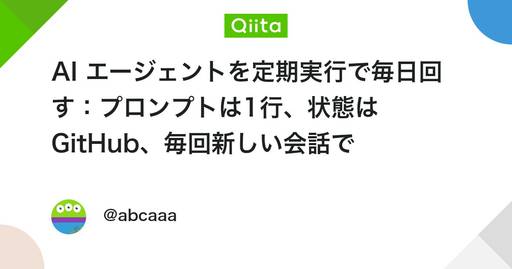 Qiita
AI エージェントを定期実行で毎日回
す：プロンプトは1行、状態は
GitHub、毎回新しい会話で
@abcaaa